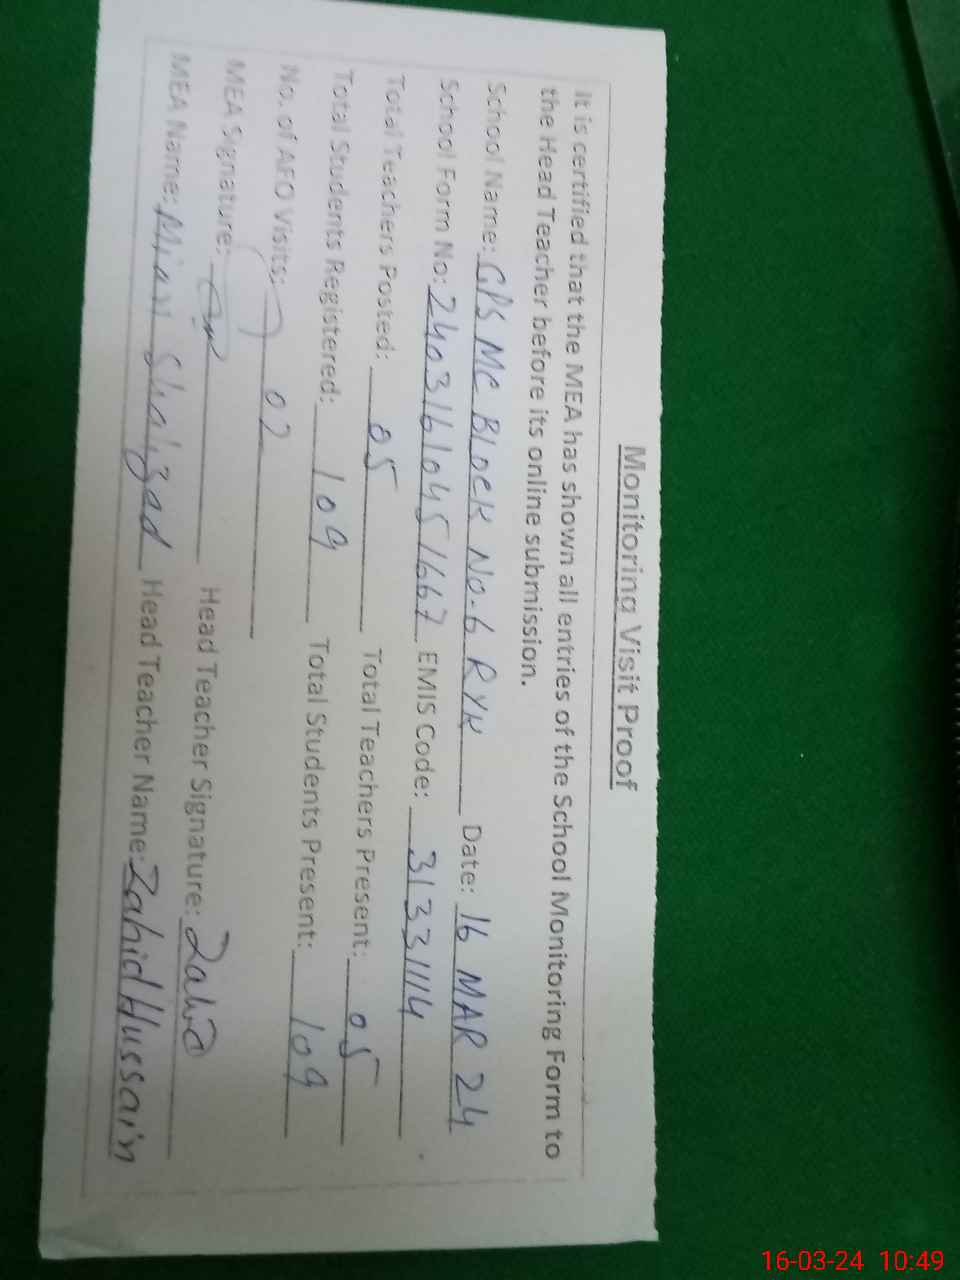 Monitoring Visit Proof
It is certified that the MEA has shown all entries of the School Monitoring Form to
the Head Teacher before its online submission.
School Name: GPS MC Block No.6 RYK Date: 16 MAR 24
School Form No: 24031610451667 EMIS Code: 31331114
Total Teachers Posted: 05 Total Teachers Present: 05
Total Students Registered: 109 Total Students Present: 109
No. of AEO Visits: 02
MEA Signature: Head Teacher Signature: Zahid
MEA Name: Mian Shahzad Head Teacher Name: Zahid Hussain
16-03-24 10:49